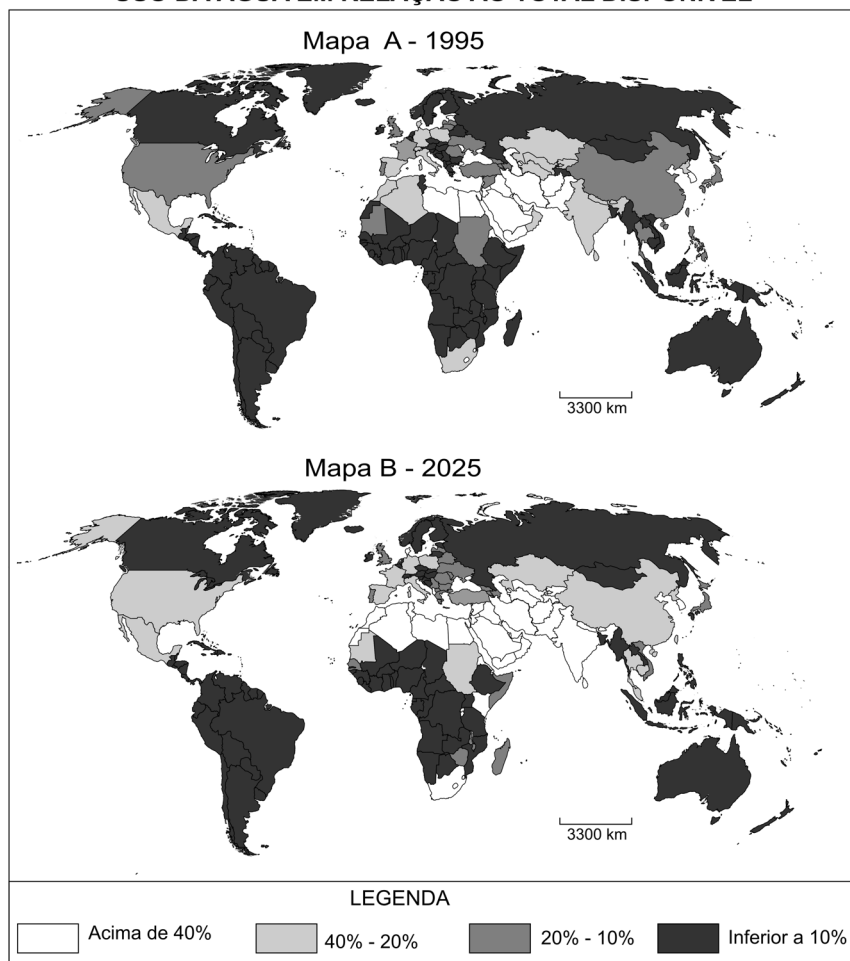 Mapa A - 1995
3300 km
Mapa B - 2025
3300 km
LEGENDA
Acima de 40%
40% - 20%
20% - 10%
Inferior a 10%